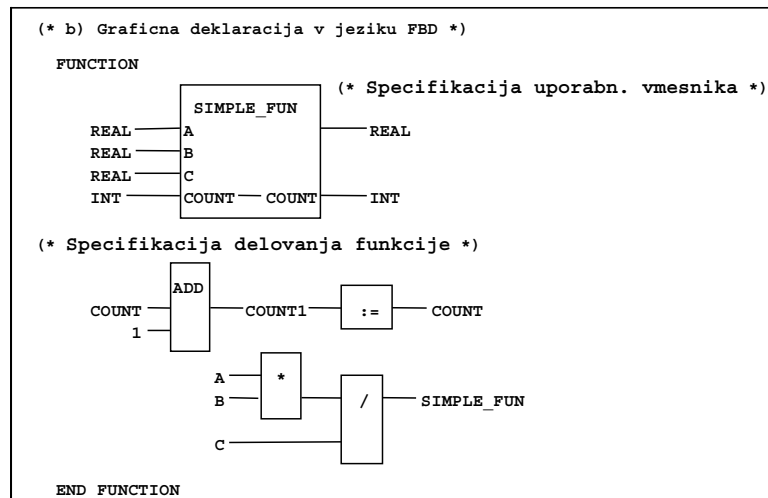 (* b) Graficna deklaracija v jeziku FBD *)
FUNCTION
(* Specifikacija uporabn. vmesnika *)
SIMPLE_FUN
REAL A REAL
REAL B
REAL C
INT COUNT COUNT INT
(* Specifikacija delovanja funkcije *)
ADD
COUNT COUNT1 := COUNT
1
A *
B / SIMPLE_FUN
C
END FUNCTION